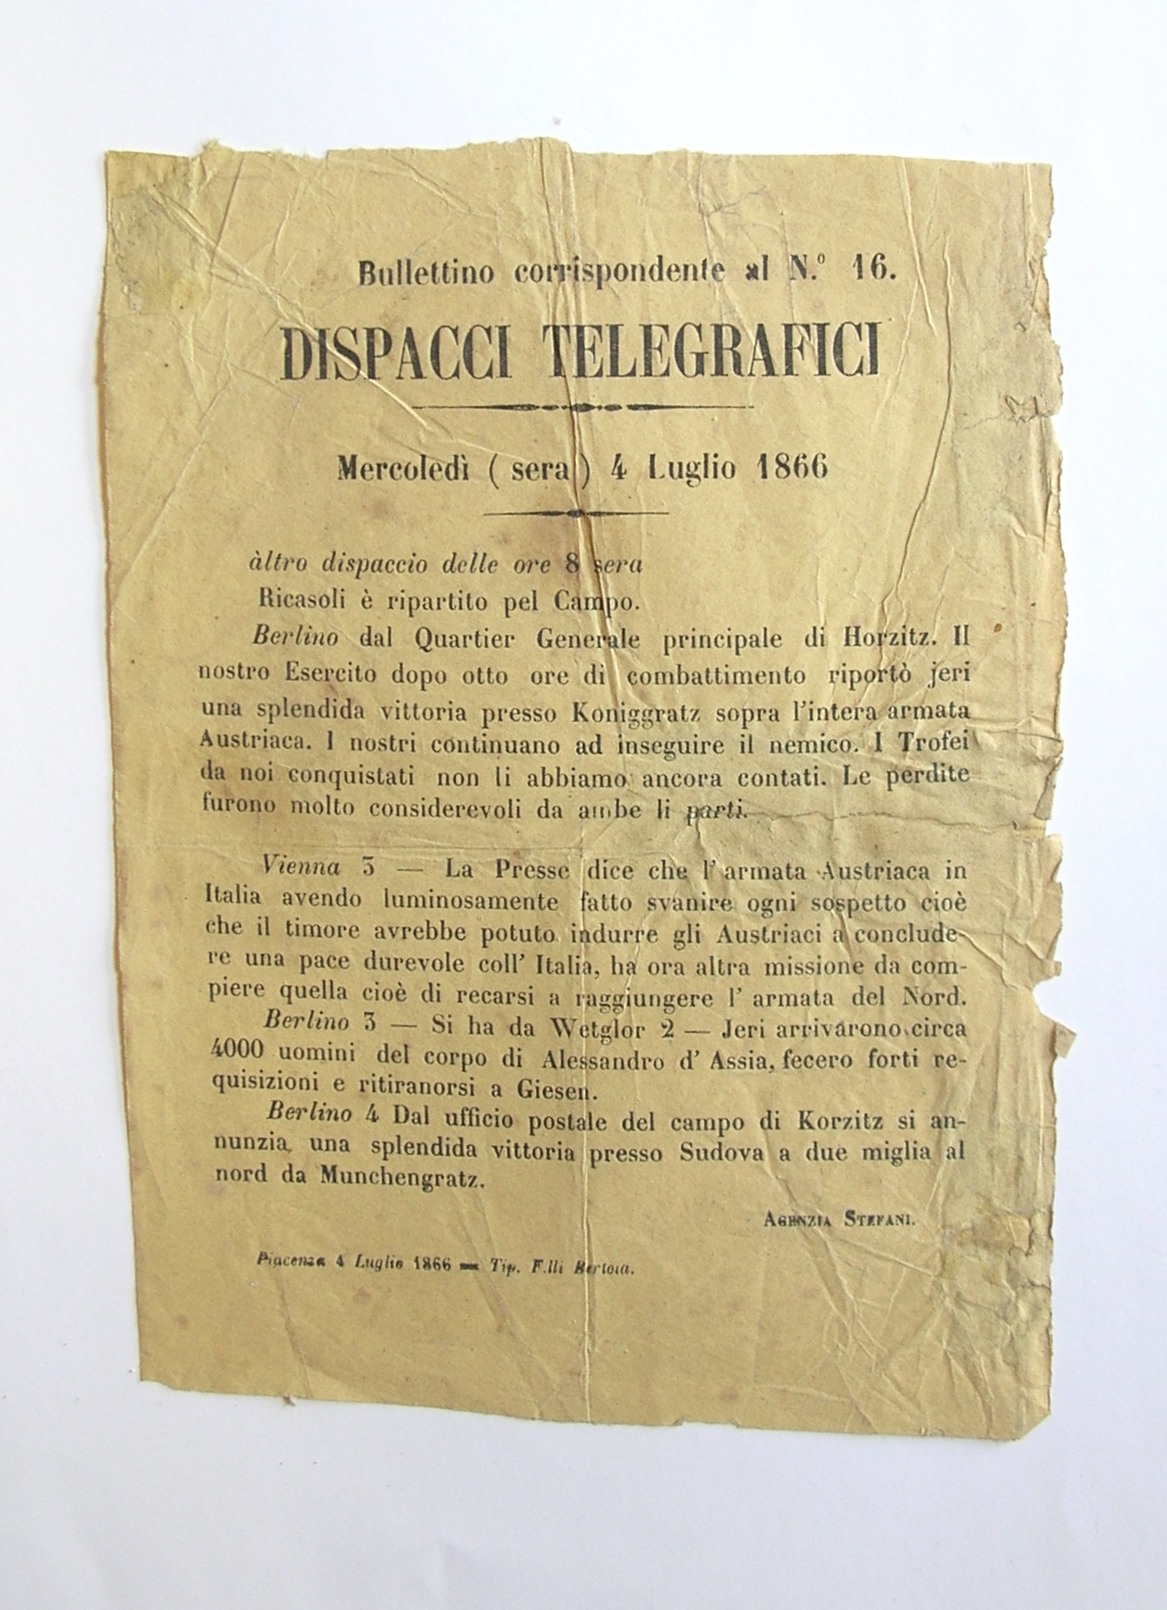 Bullettino corrispondente al N.º 16.
DISPACCI TELEGRAFICI
Mercoledì ( sera ) 4 Luglio 1866
àltro dispaccio delle ore 8 sera
Ricasoli è ripartito pel Campo.
Berlino dal Quartier Generale principale di Horzitz. Il
nostro Esercito dopo otto ore di combattimento riportò jeri
una splendida vittoria presso Koniggratz sopra l'intera armata
Austriaca. I nostri continuano ad inseguire il nemico. I Trofei
da noi conquistati non li abbiamo ancora contati. Le perdite
furono molto considerevoli da ambe li parti.
Vienna 3 — La Presse dice che l' armata Austriaca in
Italia avendo luminosamente fatto svanire ogni sospetto cioè
che il timore avrebbe potuto indurre gli Austriaci a conclude-
re una pace durevole coll' Italia, ha ora altra missione da com-
piere quella cioè di recarsi a raggiungere l' armata del Nord.
Berlino 3 — Si ha da Wetglor 2 — Jeri arrivarono circa
4000 uomini del corpo di Alessandro d' Assia, fecero forti re-
quisizioni e ritiranorsi a Giesen.
Berlino 4 Dal ufficio postale del campo di Korzitz si an-
nunzia una splendida vittoria presso Sudova a due miglia al
nord da Munchengratz.
AGENZIA STEFANI.
Piacenza 4 Luglio 1866 — Tip. F.lli Bertola.